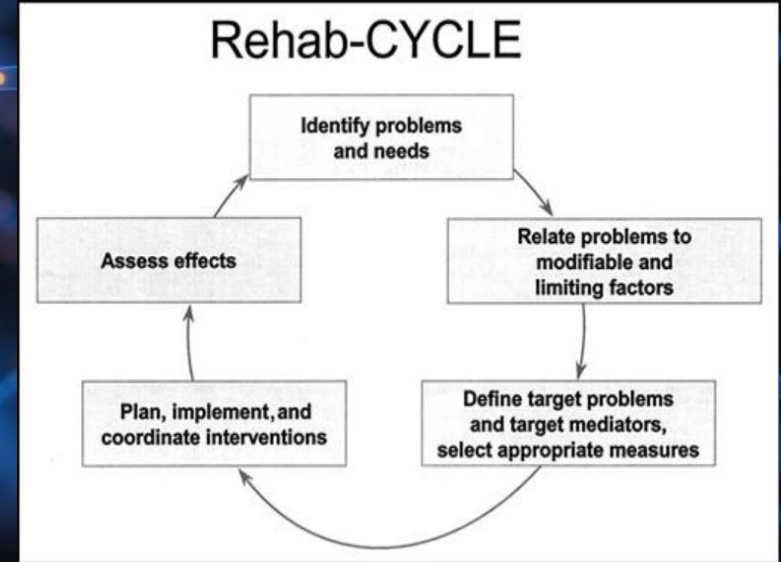 Rehab-CYCLE
Identify problems
and needs
Relate problems to
modifiable and
limiting factors
Define target problems
and target mediators,
select appropriate measures
Plan, implement, and
coordinate interventions
Assess effects